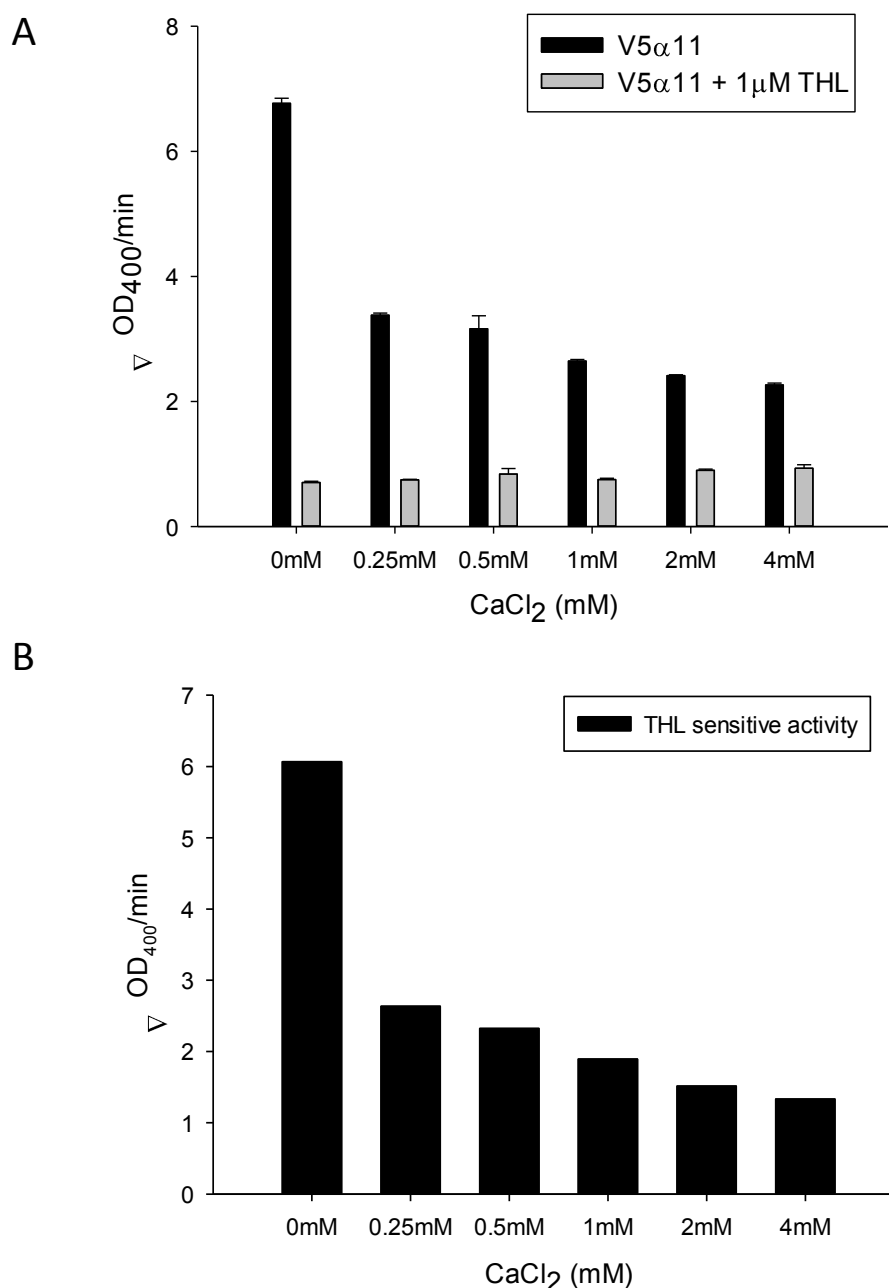 A
8
6
4
2
0
V5α11
V5α11 + 1μM THL
∇ OD400/min
0mM 0.25mM 0.5mM 1mM 2mM 4mM
CaCl2 (mM)
B
7
6
5
4
3
2
1
0
THL sensitive activity
∇ OD400/min
0mM 0.25mM 0.5mM 1mM 2mM 4mM
CaCl2 (mM)